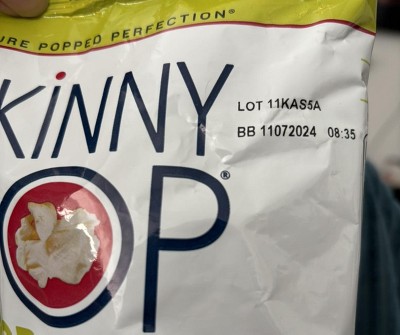 URE POPPED PERFECTION®
KINNY
LOT 11KAS5A
BB 11072024 08:35
OP®